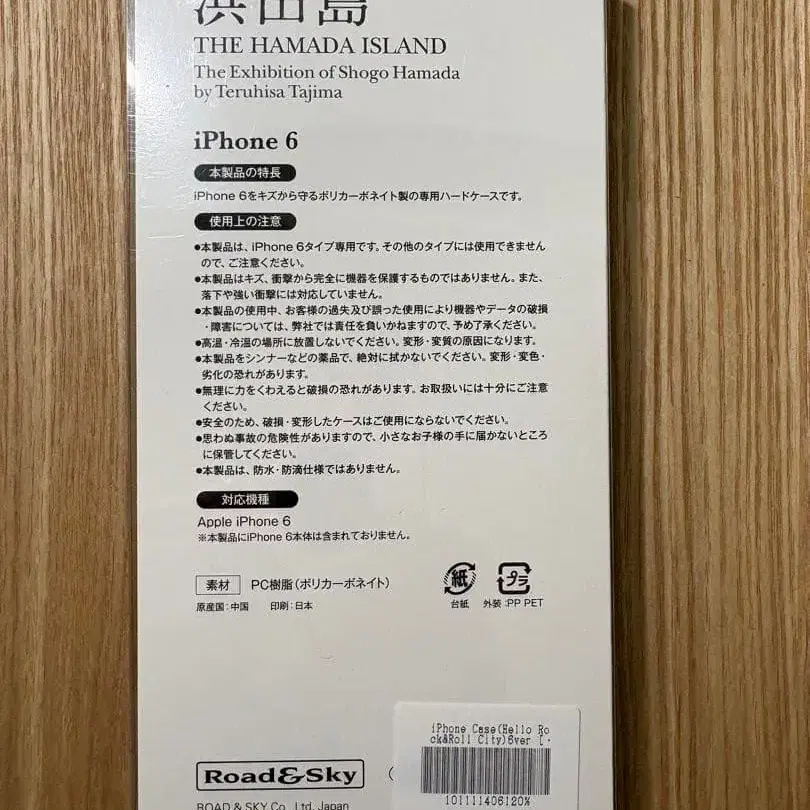 浜田島
THE HAMADA ISLAND
The Exhibition of Shogo Hamada
by Teruhisa Tajima
iPhone 6
本製品の特長
iPhone 6をキズから守るポリカーボネイト製の専用ハードケースです。
使用上の注意
●本製品は、iPhone 6タイプ専用です。その他のタイプには使用できません
ので、ご注意ください。
●本製品はキズ、衝撃から完全に機器を保護するものではありません。また、
落下や強い衝撃には対応していません。
●本製品の使用中、お客様の過失及び誤った使用により機器やデータの破損
・障害については、弊社では責任を負いかねますので、予め了承ください。
●高温・冷温の場所に放置しないでください。変形・変質の原因になります。
●本製品をシンナーなどの薬品で、絶対に拭かないでください。変形・変色・
劣化の恐れがあります。
●無理に力をくわえると破損の恐れがあります。お取扱いには十分にご注意
ください。
●安全のため、破損・変形したケースはご使用にならないでください。
●思わぬ事故の危険性がありますので、小さなお子様の手に届かないところ
に保管してください。
●本製品は、防水・防滴仕様ではありません。
対応機種
Apple iPhone 6
※本製品にiPhone 6本体は含まれておりません。
素材 PC樹脂（ポリカーボネイト）
原産国：中国 印刷：日本
紙 プラ
台紙 外装：PP PET
iPhone Case(Hello Ro
ck&Roll City)6ver [・
101111406120%
Road&Sky
ROAD & SKY Co., Ltd. Japan